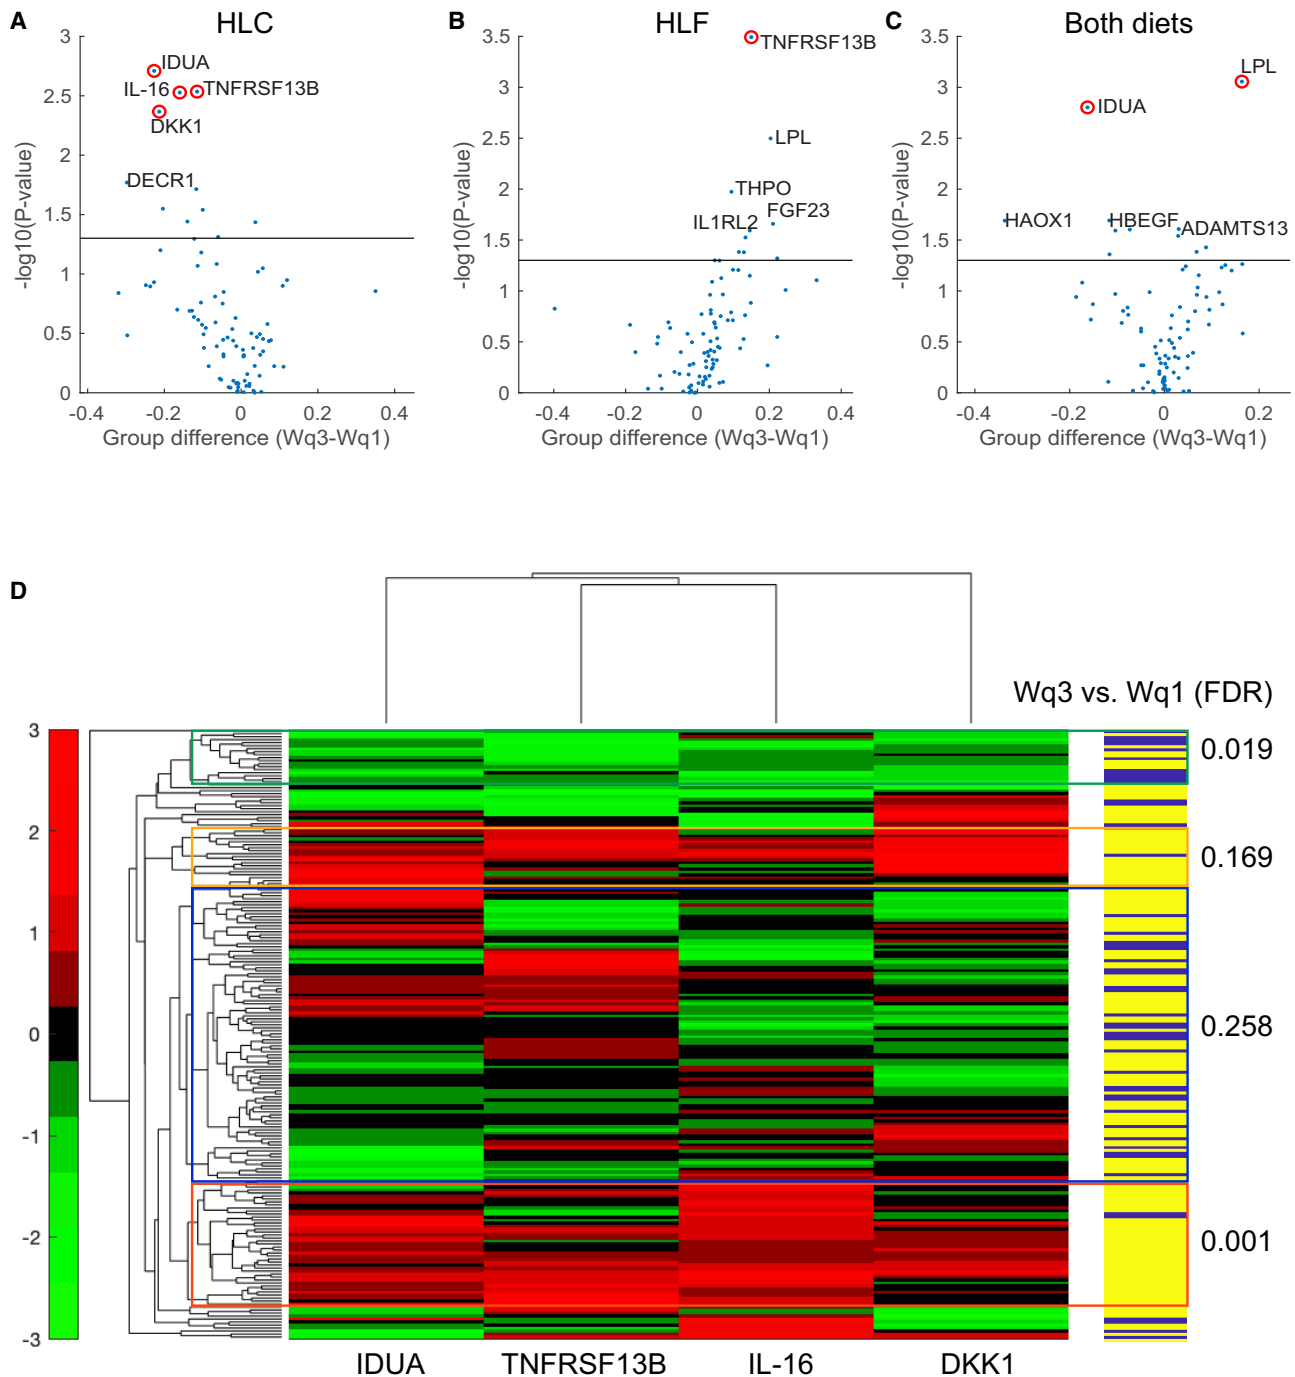 A
HLC
3
2.5
2
1.5
1
0.5
0
-log10(P-value)
IDUA
IL-16
TNFRSF13B
DKK1
DECR1
-0.4
-0.2
0
0.2
0.4
Group difference (Wq3-Wq1)
B
HLF
3.5
3
2.5
2
1.5
1
0.5
0
-log10(P-value)
TNFRSF13B
LPL
THPO
FGF23
IL1RL2
-0.4
-0.2
0
0.2
0.4
Group difference (Wq3-Wq1)
C
Both diets
3.5
3
2.5
2
1.5
1
0.5
0
-log10(P-value)
LPL
IDUA
HAOX1
HBEGF
ADAMTS13
-0.4
-0.2
0
0.2
Group difference (Wq3-Wq1)
D
Wq3 vs. Wq1 (FDR)
3
2
1
0
-1
-2
-3
0.019
0.169
0.258
0.001
IDUA
TNFRSF13B
IL-16
DKK1